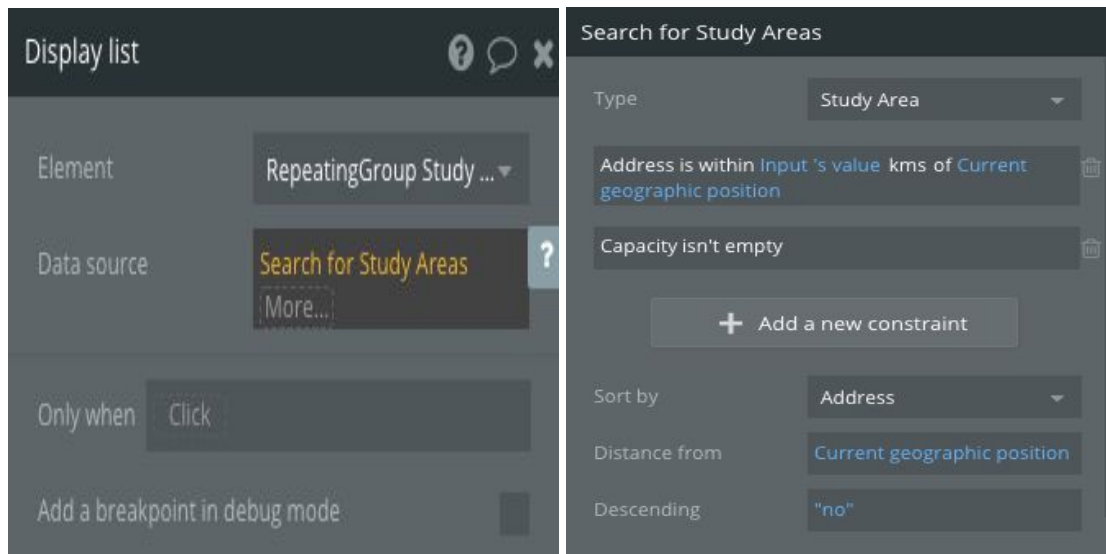 Display list
Element
RepeatingGroup Study ...
Data source
Search for Study Areas
More...
?
Only when
Click
Add a breakpoint in debug mode
Search for Study Areas
Type
Study Area
Address is within Input 's value kms of Current
geographic position
Capacity isn't empty
+ Add a new constraint
Sort by
Address
Distance from
Current geographic position
Descending
"no"